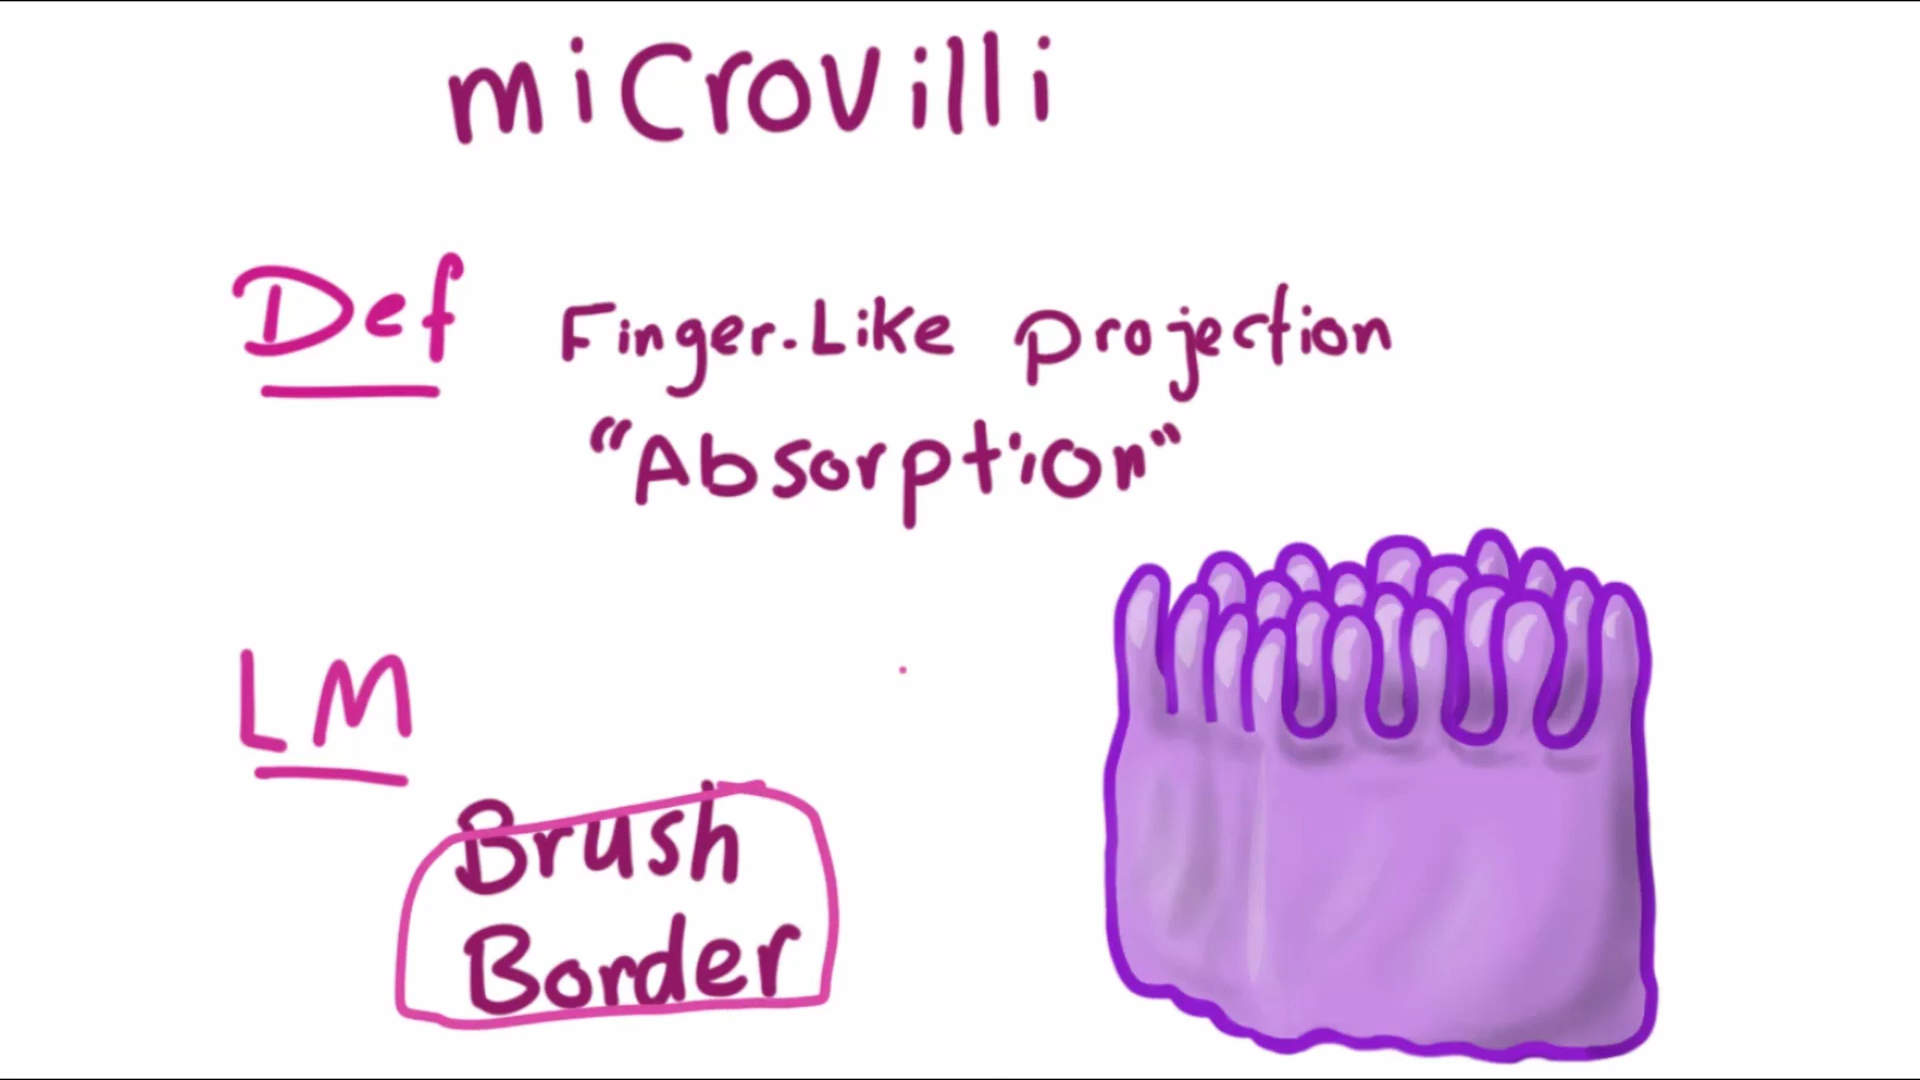 microvilli
Def Finger-Like projection
“Absorption”
LM
Brush
Border